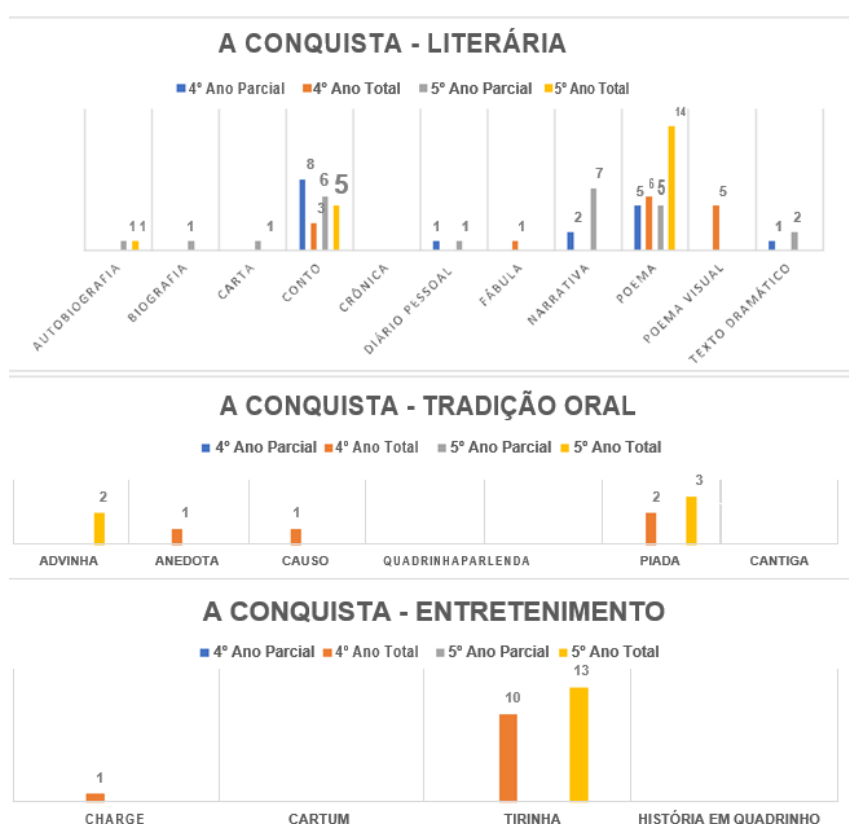 A CONQUISTA - LITERÁRIA
4º Ano Parcial 4º Ano Total 5º Ano Parcial 5º Ano Total
14
8
7
6 5
5 6 5
5
3
2
2
1 1
1
1
1
1
1
1
AUTOBIOGRAFIA
BIOGRAFIA
CARTA
CONTO
CRÔNICA
DIÁRIO PESSOAL
FÁBULA
NARRATIVA
POEMA
POEMA VISUAL
TEXTO DRAMÁTICO
A CONQUISTA - TRADIÇÃO ORAL
4º Ano Parcial 4º Ano Total 5º Ano Parcial 5º Ano Total
2 1 1 2 3
ADVINHA ANEDOTA CAUSO QUADRINHAPARLENDA PIADA CANTIGA
A CONQUISTA - ENTRETENIMENTO
4º Ano Parcial 4º Ano Total 5º Ano Parcial 5º Ano Total
1 10 13
CHARGE CARTUM TIRINHA HISTÓRIA EM QUADRINHO